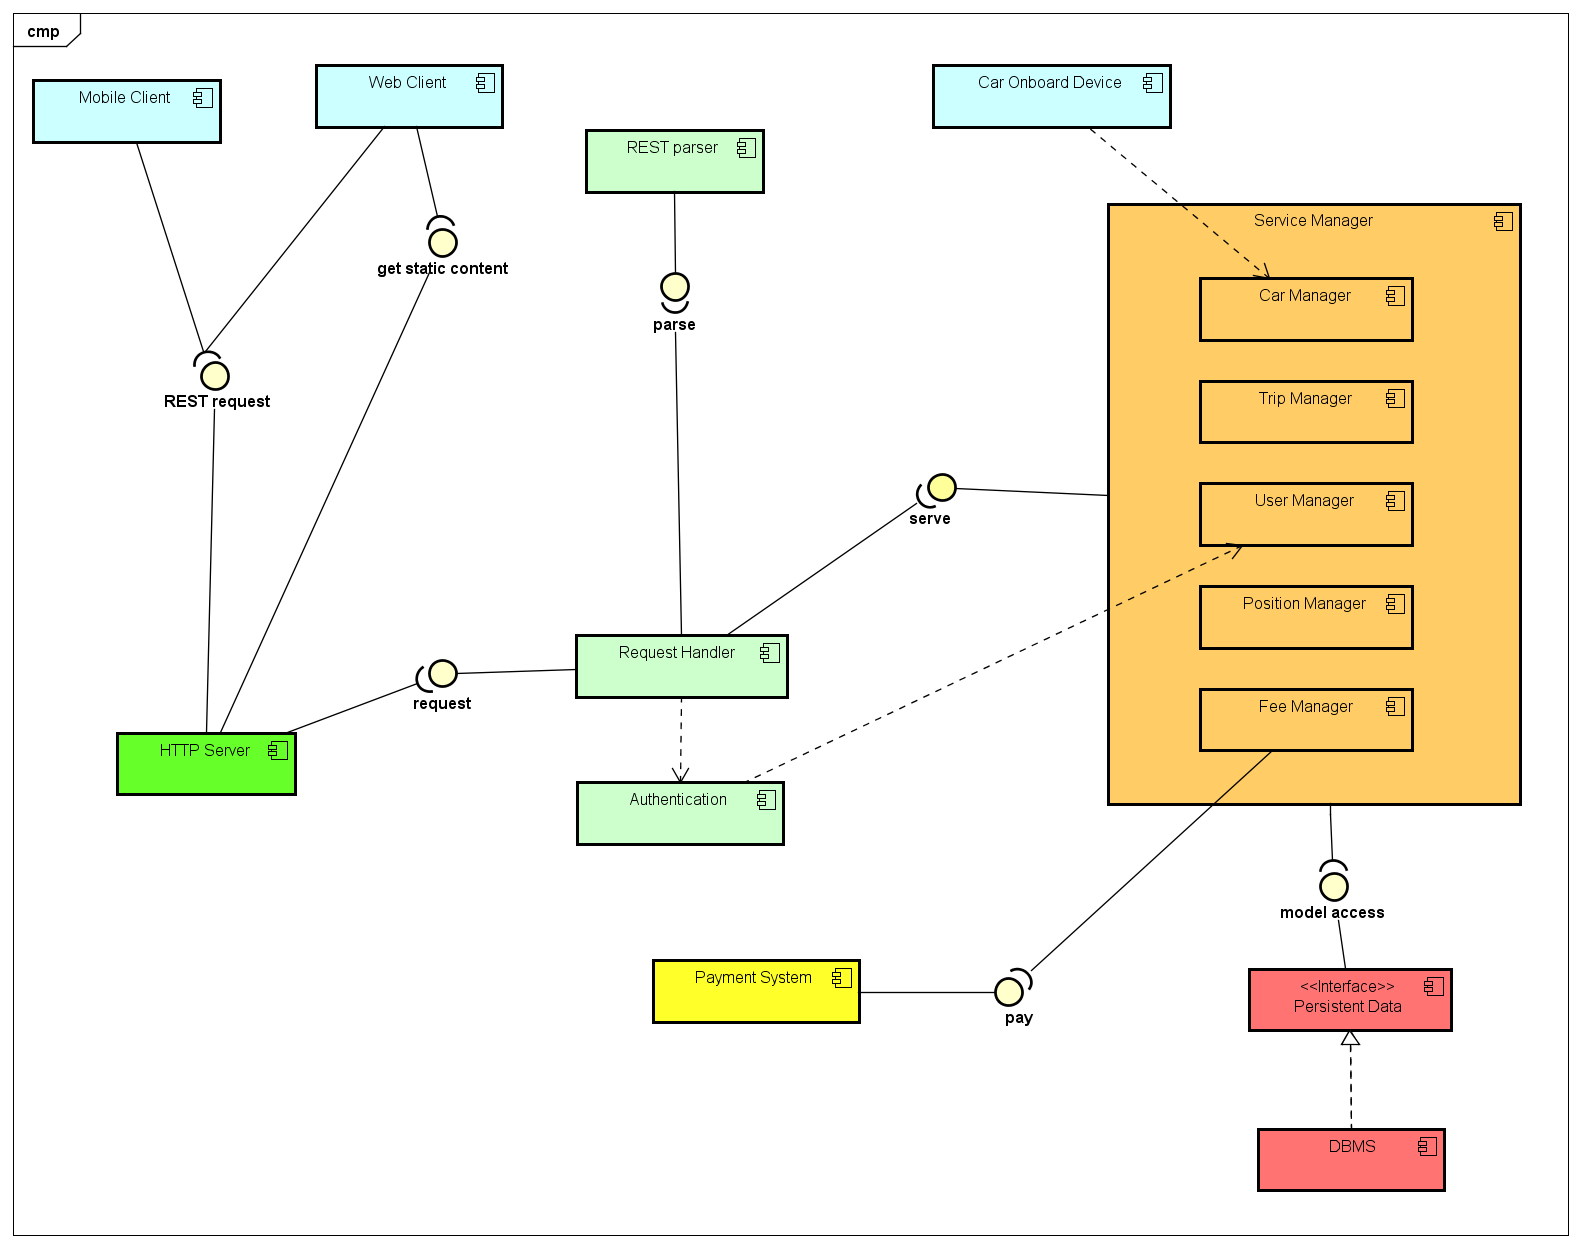 cmp
Mobile Client
Web Client
Car Onboard Device
REST parser
Service Manager
get static content
Car Manager
parse
REST request
Trip Manager
User Manager
serve
Position Manager
Request Handler
request
Fee Manager
HTTP Server
Authentication
model access
Payment System
pay
<<Interface>>
Persistent Data
DBMS